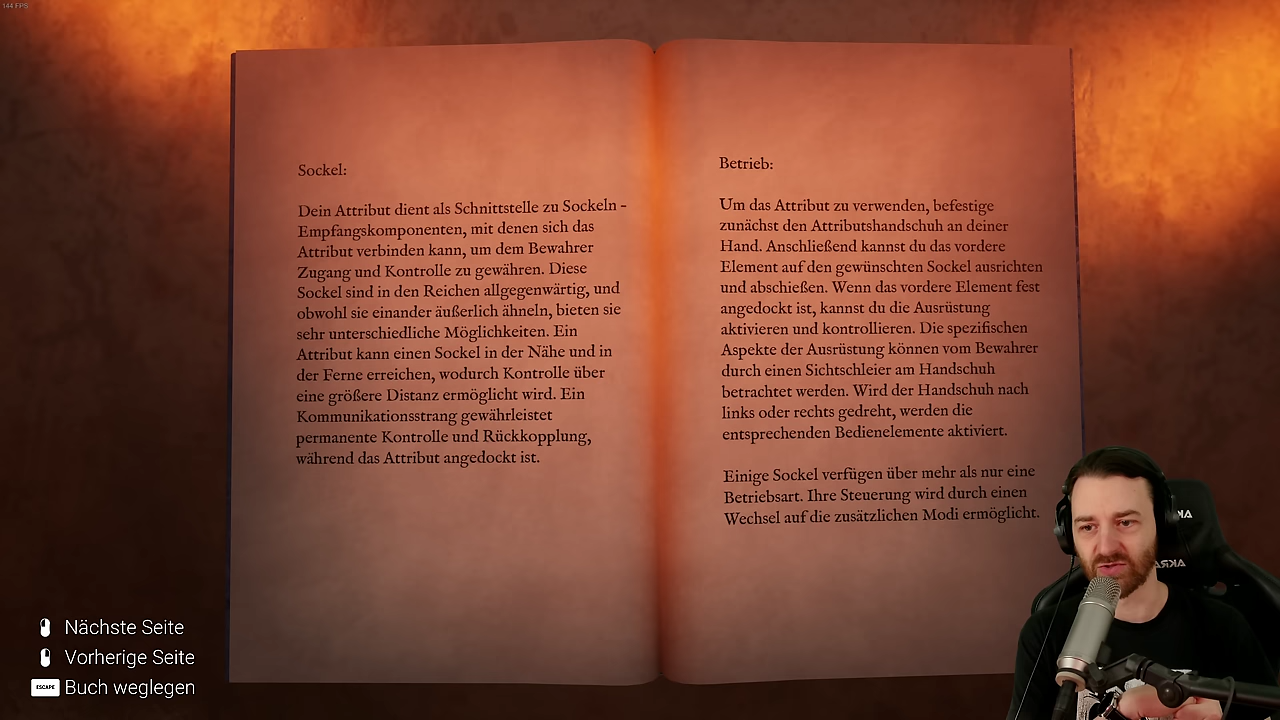 144 FPS
Sockel:
Dein Attribut dient als Schnittstelle zu Sockeln -
Empfangskomponenten, mit denen sich das
Attribut verbinden kann, um dem Bewahrer
Zugang und Kontrolle zu gewähren. Diese
Sockel sind in den Reichen allgegenwärtig, und
obwohl sie einander äußerlich ähneln, bieten sie
sehr unterschiedliche Möglichkeiten. Ein
Attribut kann einen Sockel in der Nähe und in
der Ferne erreichen, wodurch Kontrolle über
eine größere Distanz ermöglicht wird. Ein
Kommunikationsstrang gewährleistet
permanente Kontrolle und Rückkopplung,
während das Attribut angedockt ist.
Betrieb:
Um das Attribut zu verwenden, befestige
zunächst den Attributshandschuh an deiner
Hand. Anschließend kannst du das vordere
Element auf den gewünschten Sockel ausrichten
und abschießen. Wenn das vordere Element fest
angedockt ist, kannst du die Ausrüstung
aktivieren und kontrollieren. Die spezifischen
Aspekte der Ausrüstung können vom Bewahrer
durch einen Sichtschleier am Handschuh
betrachtet werden. Wird der Handschuh nach
links oder rechts gedreht, werden die
entsprechenden Bedienelemente aktiviert.
Einige Sockel verfügen über mehr als nur eine
Betriebsart. Ihre Steuerung wird durch einen
Wechsel auf die zusätzlichen Modi ermöglicht.
Nächste Seite
Vorherige Seite
ESCAPE Buch weglegen
AKRA